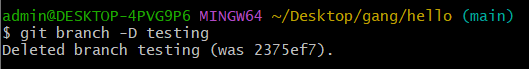 admin@DESKTOP-4PVG9P6 MINGW64 ~/Desktop/gang/hello (main)
$ git branch -D testing
Deleted branch testing (was 2375ef7).